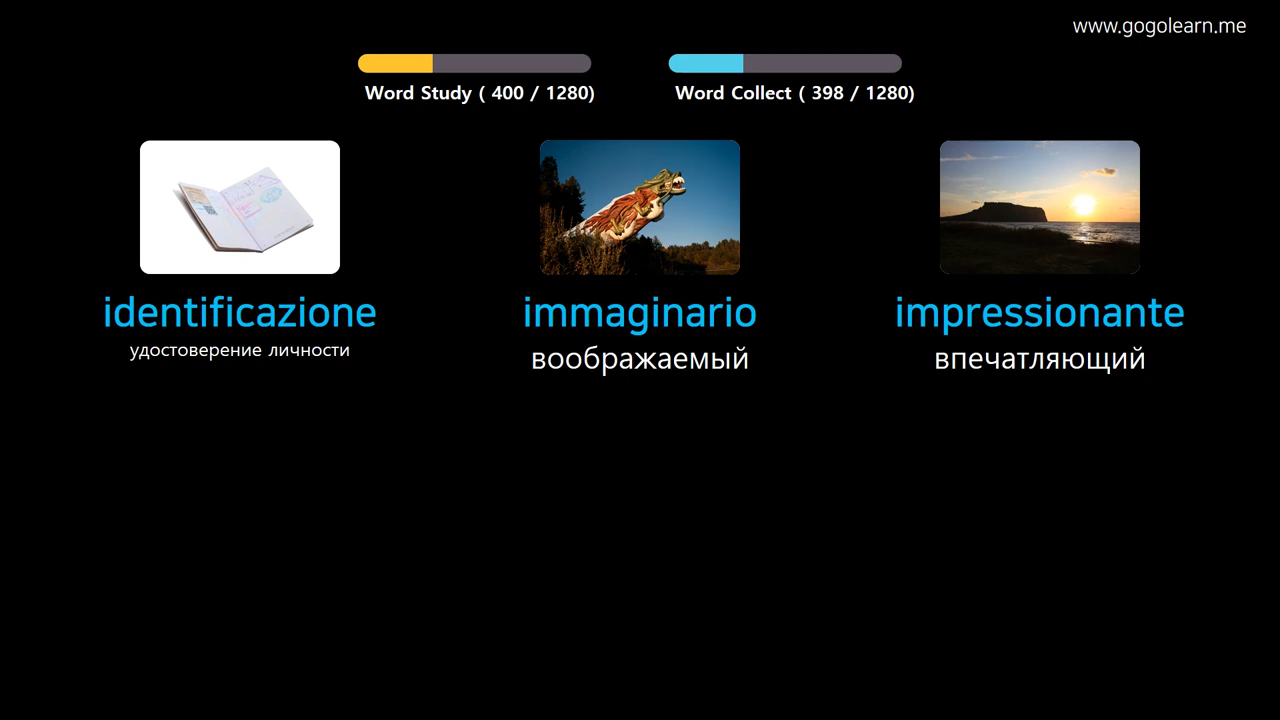 www.gogolearn.me
Word Study ( 400 / 1280)
Word Collect ( 398 / 1280)
identificazione
удостоверение личности
immaginario
воображаемый
impressionante
впечатляющий